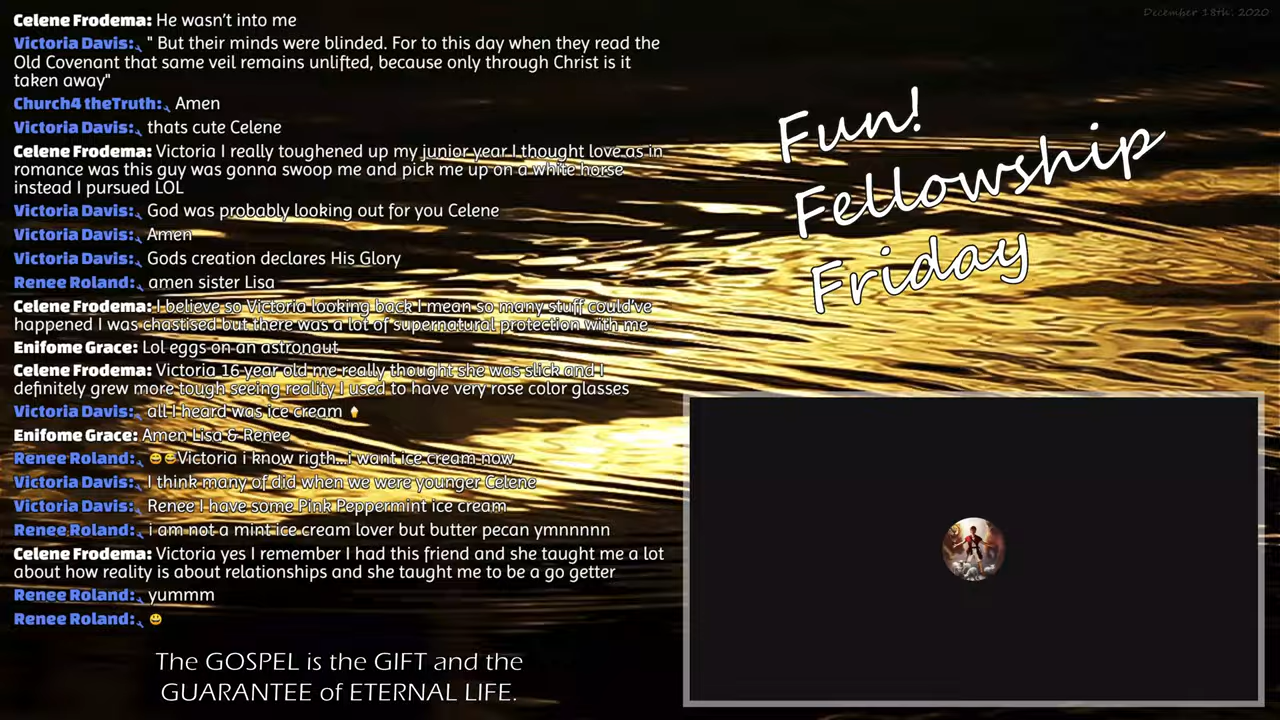 Celene Frodema: He wasn't into me
Victoria Davis: " But their minds were blinded. For to this day when they read the
Old Covenant that same veil remains unlifted, because only through Christ is it
taken away"
Church4 theTruth: Amen
Victoria Davis: thats cute Celene
Celene Frodema: Victoria I really toughened up my junior year I thought love as in
romance was this guy was gonna swoop me and pick me up on a white horse
instead I pursued LOL
Victoria Davis: God was probably looking out for you Celene
Victoria Davis: Amen
Victoria Davis: Gods creation declares His Glory
Renee Roland: amen sister Lisa
Celene Frodema: I believe so Victoria looking back I mean so many stuff could've
happened I was chastised but there was a lot of supernatural protection with me
Enifome Grace: Lol eggs on an astronaut
Celene Frodema: Victoria 16 year old me really thought she was slick and I
definitely grew more tough seeing reality I used to have very rose color glasses
Victoria Davis: all I heard was ice cream 🍦
Enifome Grace: Amen Lisa & Renee
Renee Roland: 😄😄Victoria i know rigth...i want ice cream now
Victoria Davis: I think many of did when we were younger Celene
Victoria Davis: Renee I have some Pink Peppermint ice cream
Renee Roland: i am not a mint ice cream lover but butter pecan ymnnnnn
Celene Frodema: Victoria yes I remember I had this friend and she taught me a lot
about how reality is about relationships and she taught me to be a go getter
Renee Roland: yummm
Renee Roland: 😀
The GOSPEL is the GIFT and the
GUARANTEE of ETERNAL LIFE.
December 18th, 2020
Fun!
Fellowship
Friday